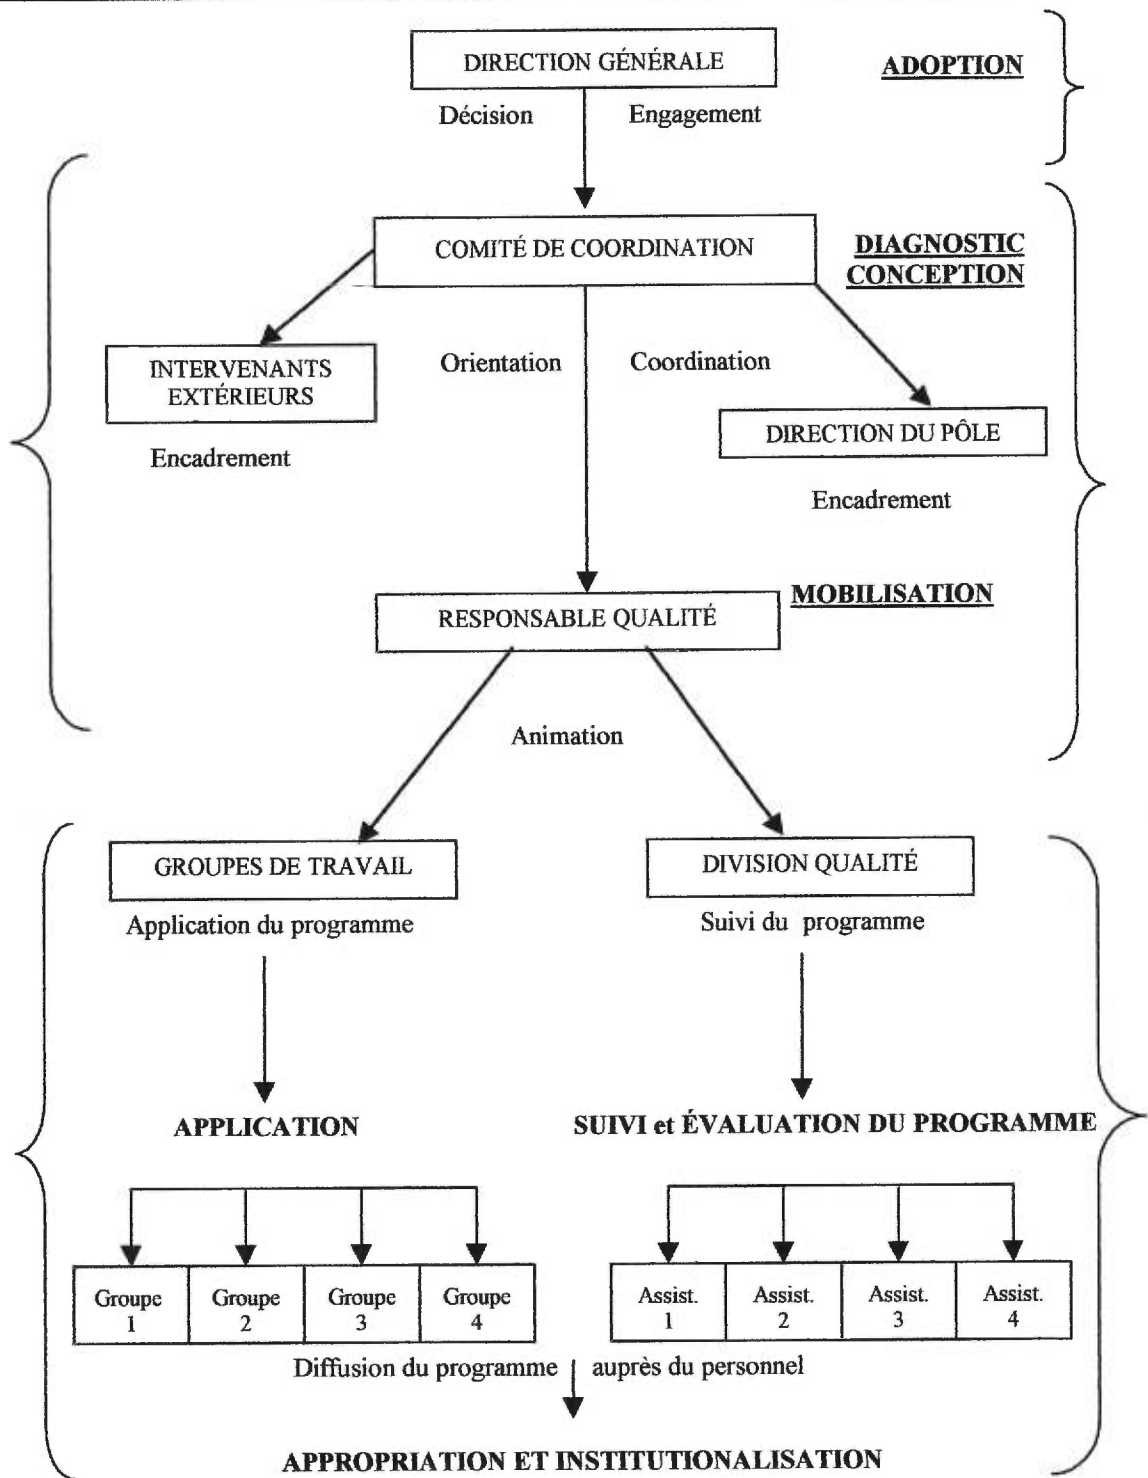 DIRECTION GÉNÉRALE
ADOPTION
Décision Engagement
COMITÉ DE COORDINATION
DIAGNOSTIC
CONCEPTION
INTERVENANTS
EXTÉRIEURS
Orientation Coordination
DIRECTION DU PÔLE
Encadrement
Encadrement
MOBILISATION
RESPONSABLE QUALITÉ
Animation
GROUPES DE TRAVAIL
DIVISION QUALITÉ
Application du programme
Suivi du programme
APPLICATION
SUIVI et ÉVALUATION DU PROGRAMME
Groupe
1
Groupe
2
Groupe
3
Groupe
4
Assist.
1
Assist.
2
Assist.
3
Assist.
4
Diffusion du programme auprès du personnel
APPROPRIATION ET INSTITUTIONALISATION